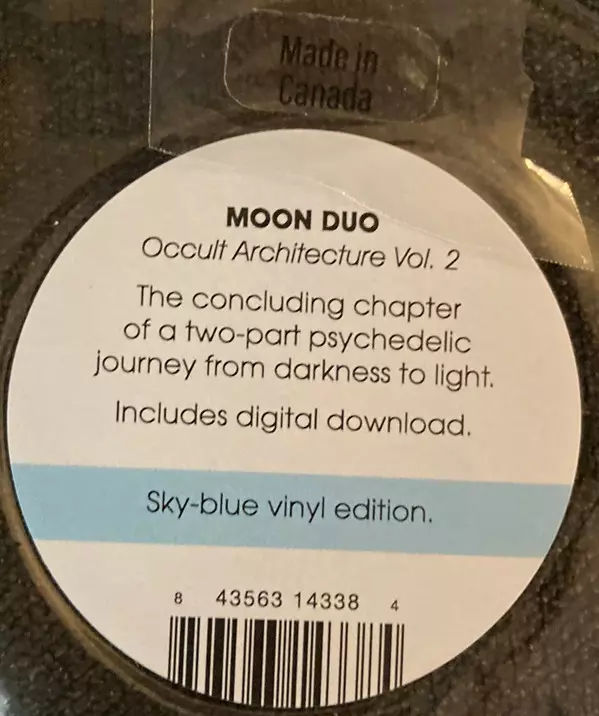 Made in
Canada
MOON DUO
Occult Architecture Vol. 2
The concluding chapter
of a two-part psychedelic
journey from darkness to light.
Includes digital download.
Sky-blue vinyl edition.
8 43563 14338 4